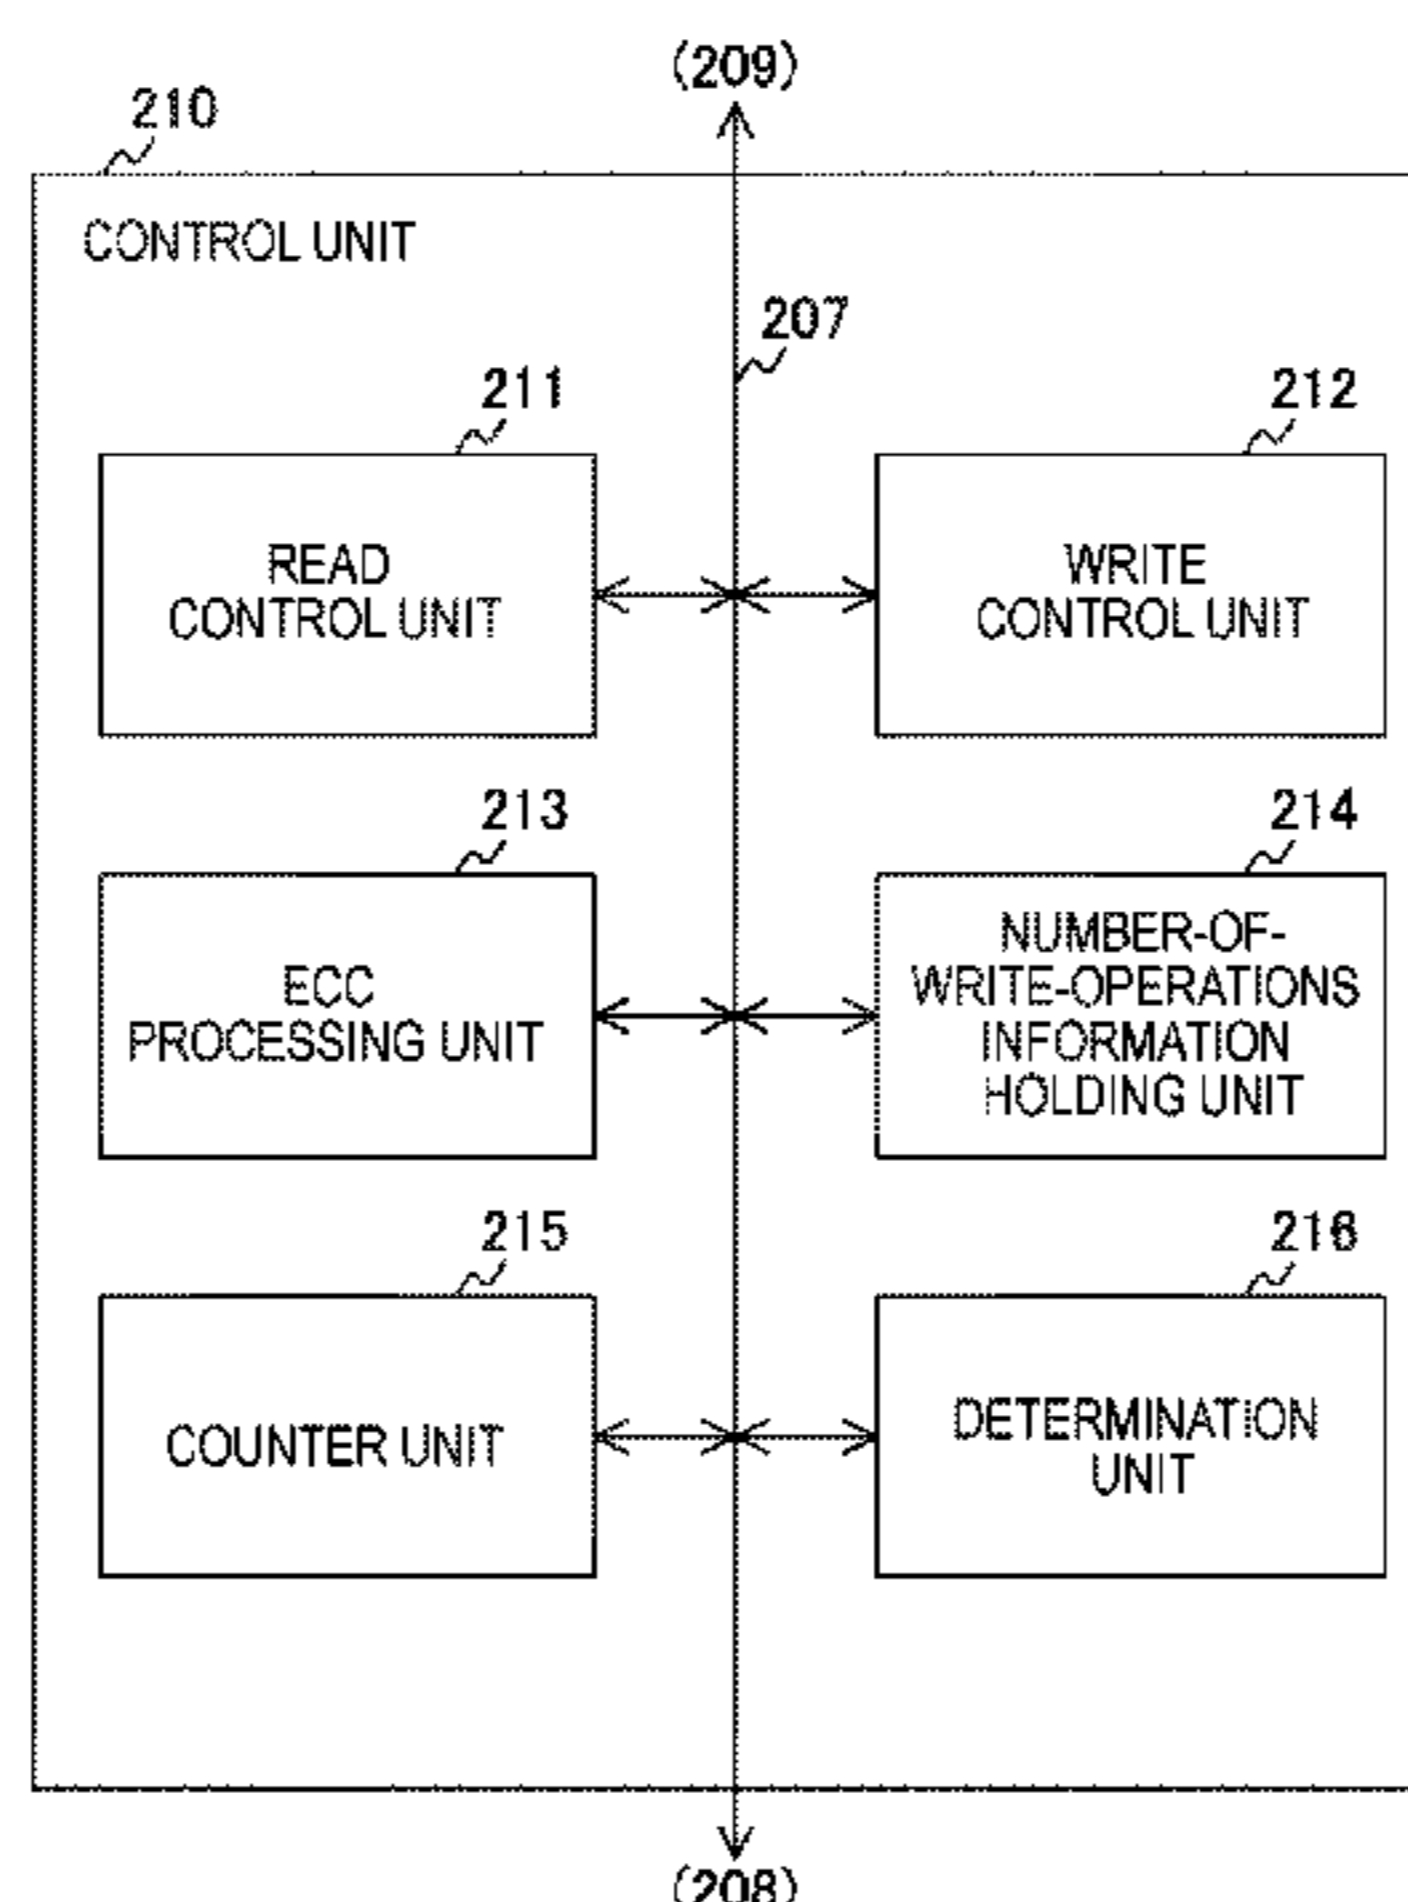 (209)
210
CONTROL UNIT
207
211
212
READ
CONTROL UNIT
WRITE
CONTROL UNIT
213
214
ECC
PROCESSING UNIT
NUMBER-OF-
WRITE-OPERATIONS
INFORMATION
HOLDING UNIT
215
216
COUNTER UNIT
DETERMINATION
UNIT
(208)